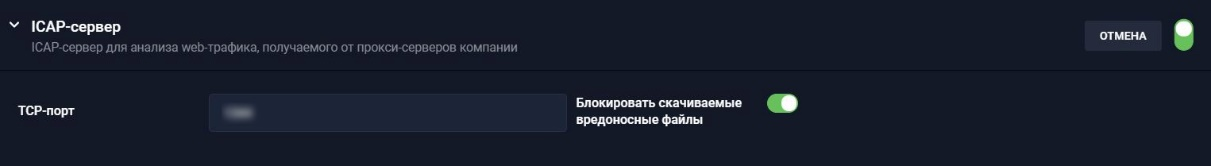 ICAP-сервер
ICAP-сервер для анализа web-трафика, получаемого от прокси-серверов компании
ОТМЕНА
TCP-порт
Блокировать скачиваемые
вредоносные файлы